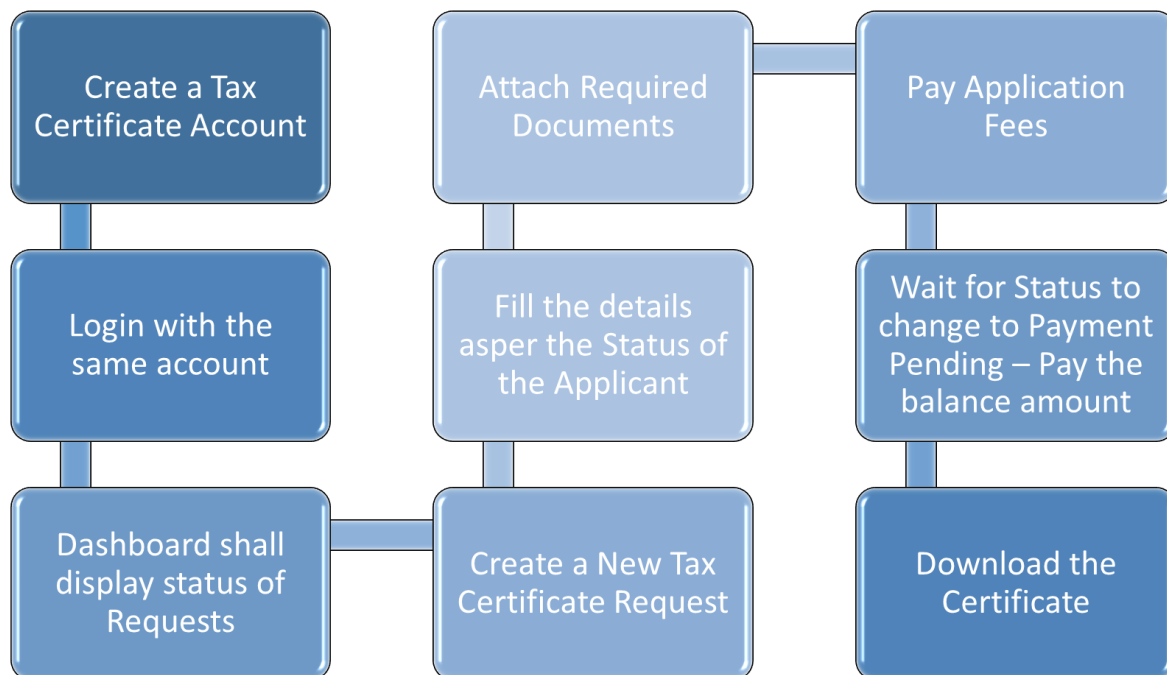 Create a Tax
Certificate Account
Login with the
same account
Dashboard shall
display status of
Requests
Create a New Tax
Certificate Request
Fill the details
asper the Status of
the Applicant
Attach Required
Documents
Pay Application
Fees
Wait for Status to
change to Payment
Pending – Pay the
balance amount
Download the
Certificate